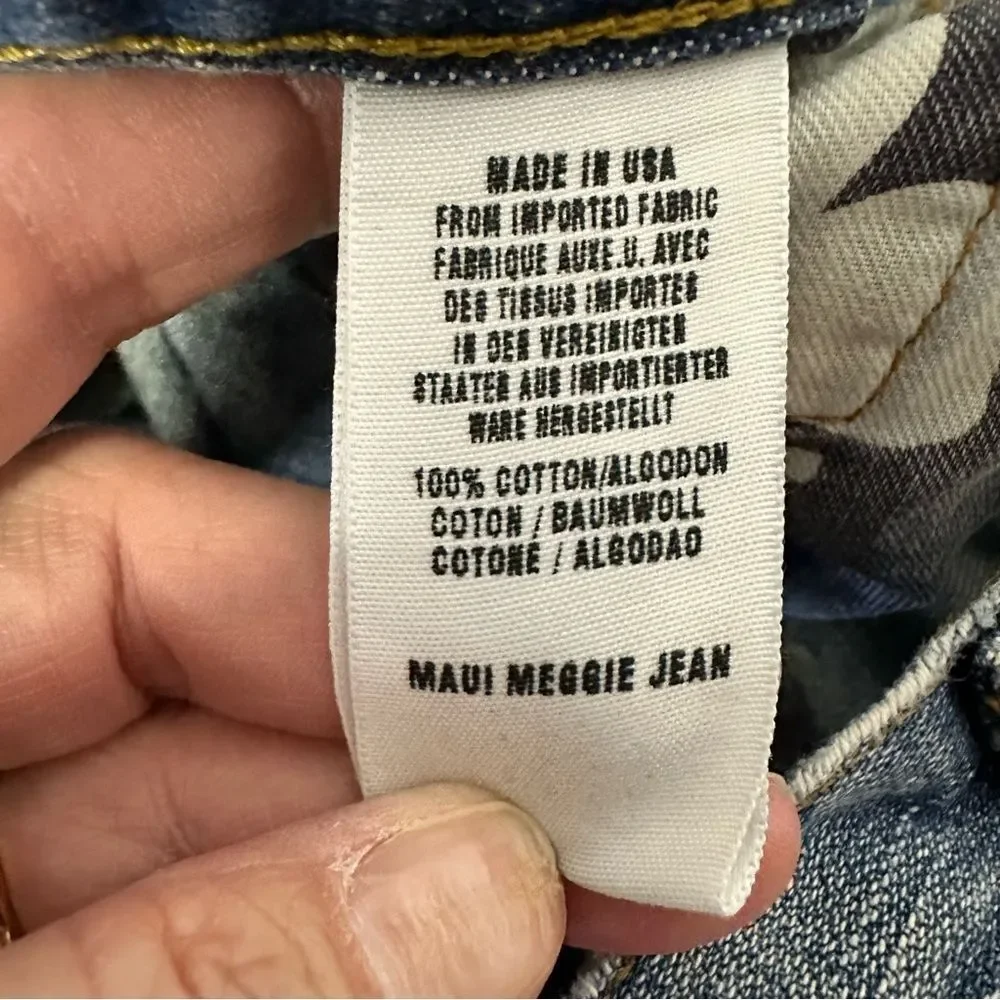 MADE IN USA
FROM IMPORTED FABRIC
FABRIQUE AUXE.U. AVEC
DES TISSUS IMPORTES
IN DEN VEREINIGTEN
STAATEN AUS IMPORTIERTER
WARE HERGESTELLT
100% COTTON/ALGODON
COTON / BAUMWOLL
COTONE / ALGODAO
MAUI MEGGIE JEAN